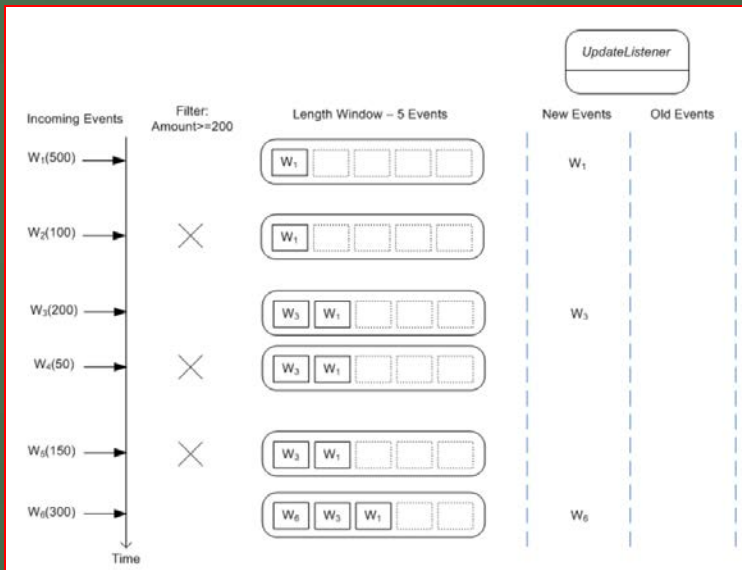 UpdateListener
Incoming Events
Filter:
Amount>=200
Length Window – 5 Events
New Events
Old Events
W₁(500)
W₁
W₁
W₂(100)
W₁
W₃(200)
W₃ W₁
W₃
W₄(50)
W₃ W₁
W₅(150)
W₃ W₁
W₆(300)
W₆ W₃ W₁
W₆
Time